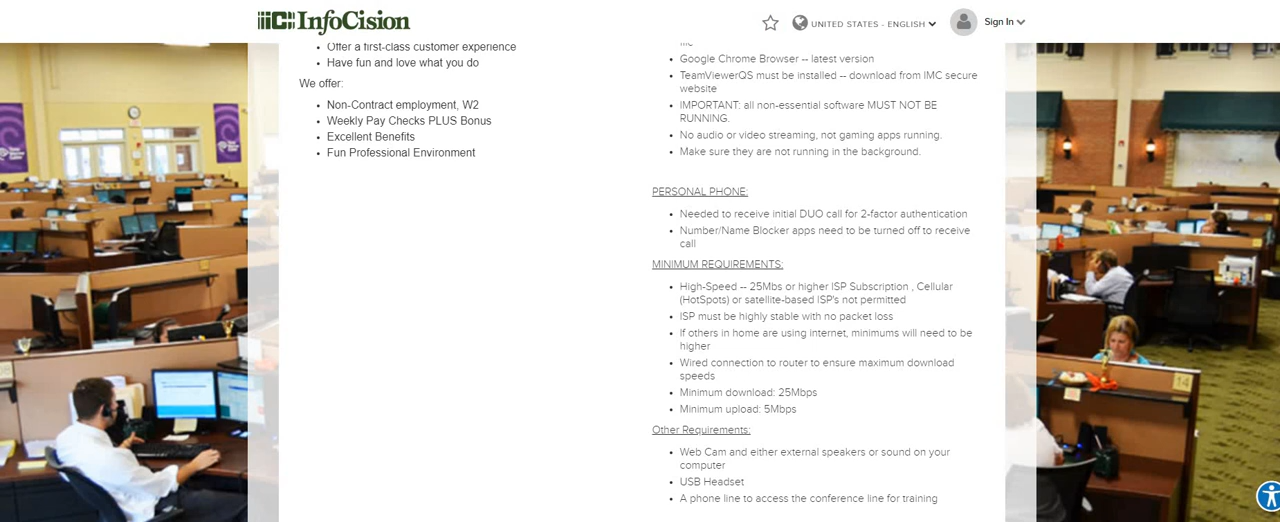 InfoCision
UNITED STATES - ENGLISH
Sign In
Offer a first-class customer experience
Have fun and love what you do
We offer:
Non-Contract employment, W2
Weekly Pay Checks PLUS Bonus
Excellent Benefits
Fun Professional Environment
Google Chrome Browser -- latest version
TeamViewerQS must be installed -- download from IMC secure
website
IMPORTANT: all non-essential software MUST NOT BE
RUNNING.
No audio or video streaming, not gaming apps running.
Make sure they are not running in the background.
PERSONAL PHONE:
Needed to receive initial DUO call for 2-factor authentication
Number/Name Blocker apps need to be turned off to receive
call
MINIMUM REQUIREMENTS:
High-Speed -- 25Mbs or higher ISP Subscription , Cellular
(HotSpots) or satellite-based ISP's not permitted
ISP must be highly stable with no packet loss
If others in home are using internet, minimums will need to be
higher
Wired connection to router to ensure maximum download
speeds
Minimum download: 25Mbps
Minimum upload: 5Mbps
Other Requirements:
Web Cam and either external speakers or sound on your
computer
USB Headset
A phone line to access the conference line for training
14